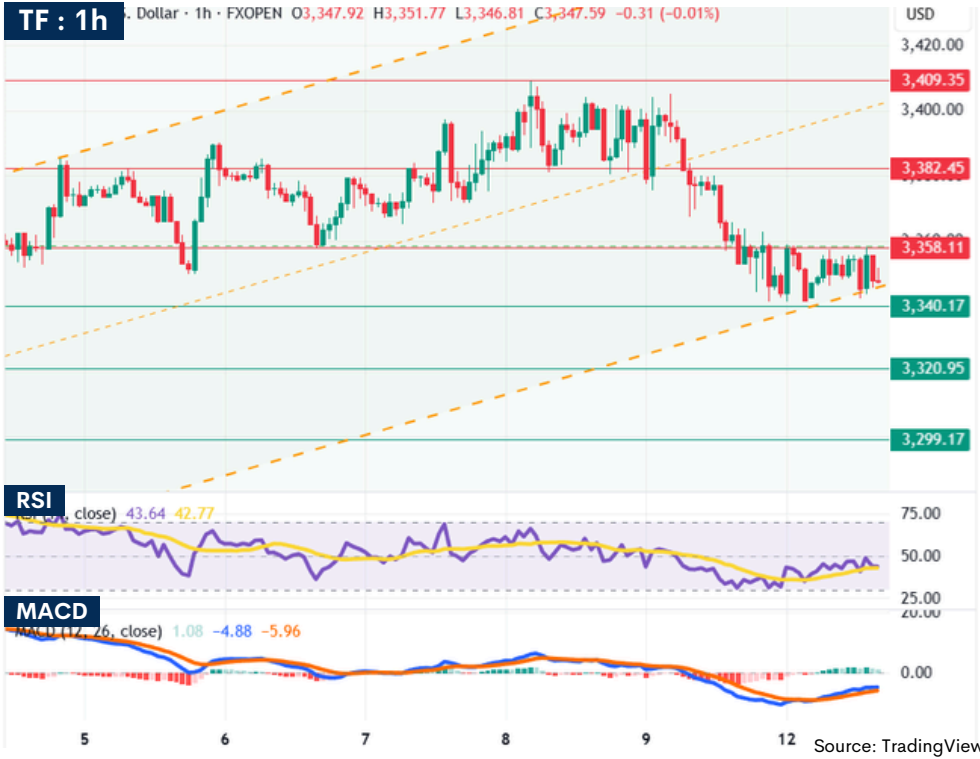 TF : 1h
. Dollar · 1h · FXOPEN O3,347.92 H3,351.77 L3,346.81 C3,347.59 −0.31 (−0.01%)
USD
3,420.00
3,409.35
3,400.00
3,382.45
3,358.11
3,340.17
3,320.95
3,299.17
RSI
close) 43.64 42.77
75.00
50.00
25.00
MACD
MACD (12, 26, close) 1.08 −4.88 −5.96
20.00
0.00
5 6 7 8 9 12
Source: TradingView